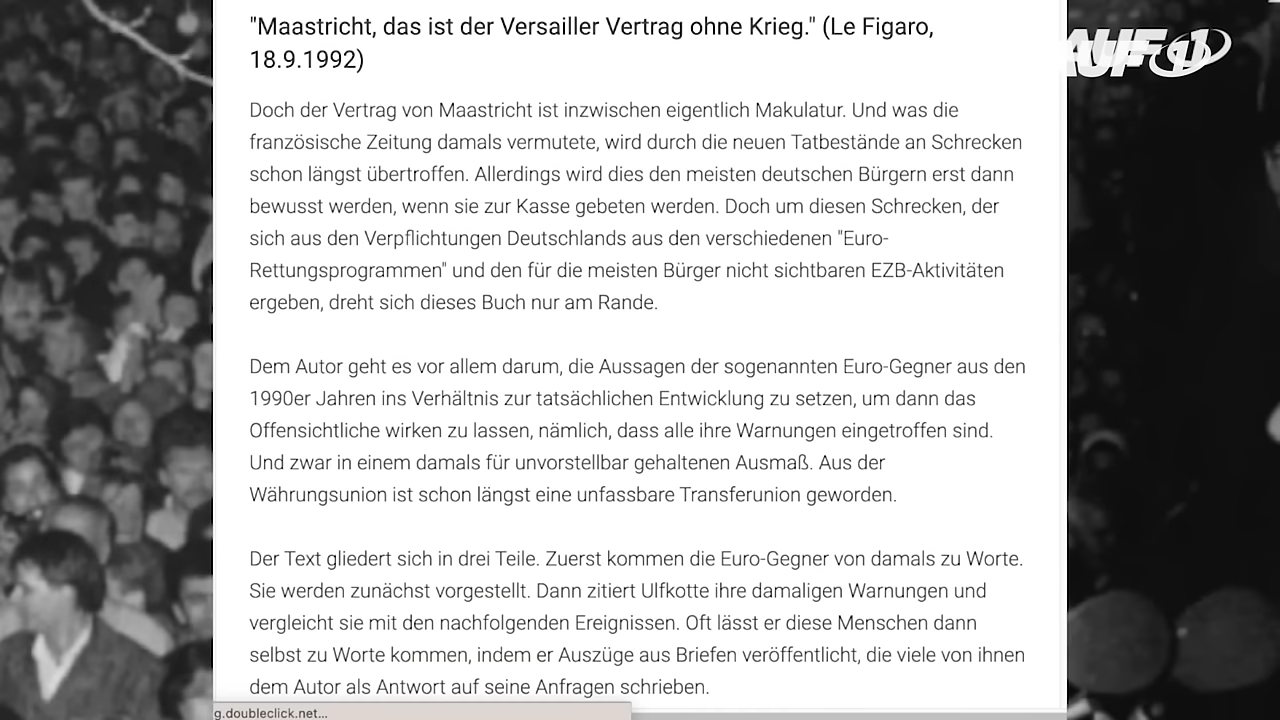 "Maastricht, das ist der Versailler Vertrag ohne Krieg." (Le Figaro,
18.9.1992)
AUF1
Doch der Vertrag von Maastricht ist inzwischen eigentlich Makulatur. Und was die
französische Zeitung damals vermutete, wird durch die neuen Tatbestände an Schrecken
schon längst übertroffen. Allerdings wird dies den meisten deutschen Bürgern erst dann
bewusst werden, wenn sie zur Kasse gebeten werden. Doch um diesen Schrecken, der
sich aus den Verpflichtungen Deutschlands aus den verschiedenen "Euro-
Rettungsprogrammen" und den für die meisten Bürger nicht sichtbaren EZB-Aktivitäten
ergeben, dreht sich dieses Buch nur am Rande.
Dem Autor geht es vor allem darum, die Aussagen der sogenannten Euro-Gegner aus den
1990er Jahren ins Verhältnis zur tatsächlichen Entwicklung zu setzen, um dann das
Offensichtliche wirken zu lassen, nämlich, dass alle ihre Warnungen eingetroffen sind.
Und zwar in einem damals für unvorstellbar gehaltenen Ausmaß. Aus der
Währungsunion ist schon längst eine unfassbare Transferunion geworden.
Der Text gliedert sich in drei Teile. Zuerst kommen die Euro-Gegner von damals zu Worte.
Sie werden zunächst vorgestellt. Dann zitiert Ulfkotte ihre damaligen Warnungen und
vergleicht sie mit den nachfolgenden Ereignissen. Oft lässt er diese Menschen dann
selbst zu Worte kommen, indem er Auszüge aus Briefen veröffentlicht, die viele von ihnen
dem Autor als Antwort auf seine Anfragen schrieben.
g.doubleclick.net...